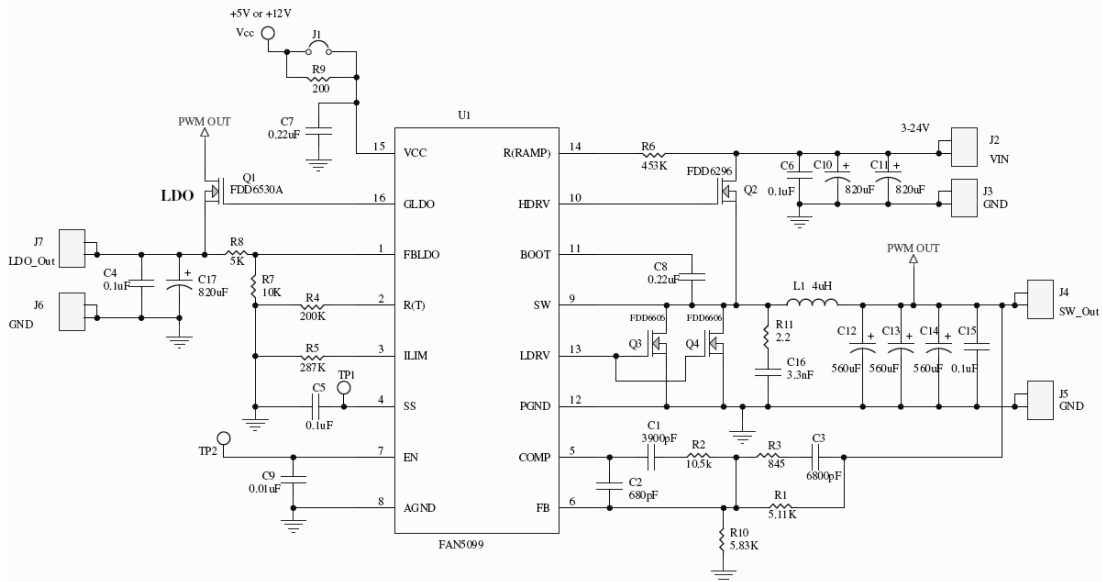 +5V or +12V
Vcc
J1
R9
200
U1
PWM OUT
C7
0.22uF
15
VCC
R(RAMP)
14
R6
453K
3-24V
J2
VIN
Q1
FDD6530A
LDO
16
GLDO
HDRV
10
FDD6296
Q2
C6
0.1uF
C10
+
820uF
C11
+
820uF
J3
GND
J7
LDO_Out
R8
5K
1
FBLDO
BOOT
11
PWM OUT
C4
0.1uF
C17
+
820uF
R7
10K
C8
0.22uF
J6
GND
R4
200K
2
R(T)
SW
9
L1 4uH
J4
SW_Out
FDD6606
FDD6606
R5
287K
3
ILIM
LDRV
13
Q3
Q4
R11
2.2
C16
3.3nF
C12
+
560uF
C13
+
560uF
C14
+
560uF
C15
0.1uF
C5
0.1uF
TP1
4
SS
PGND
12
J5
GND
TP2
7
EN
COMP
5
C1
3900pF
R2
10.5k
R3
845
C3
6800pF
C9
0.01uF
C2
680pF
8
AGND
FB
6
R1
5.11K
R10
5.83K
FAN5099